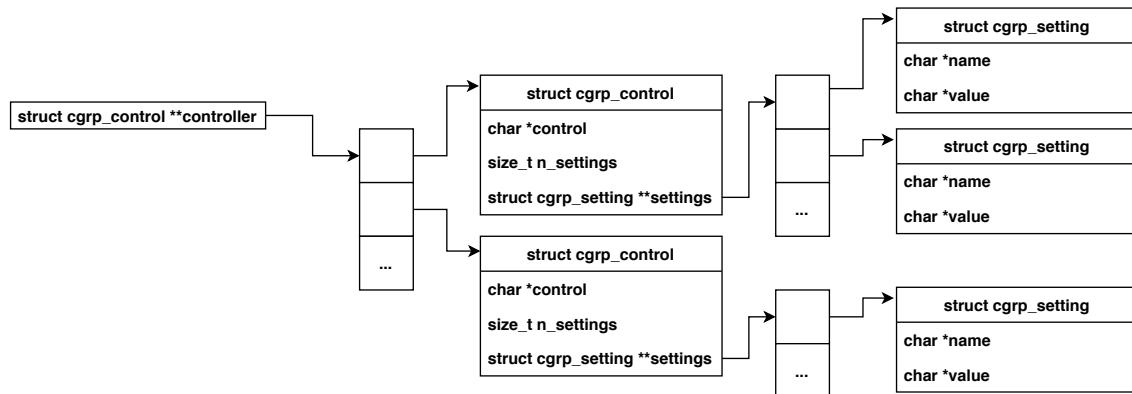 struct cgrp_control **controller
...
struct cgrp_control
char *control
size_t n_settings
struct cgrp_setting **settings
struct cgrp_control
char *control
size_t n_settings
struct cgrp_setting **settings
...
...
struct cgrp_setting
char *name
char *value
struct cgrp_setting
char *name
char *value
struct cgrp_setting
char *name
char *value